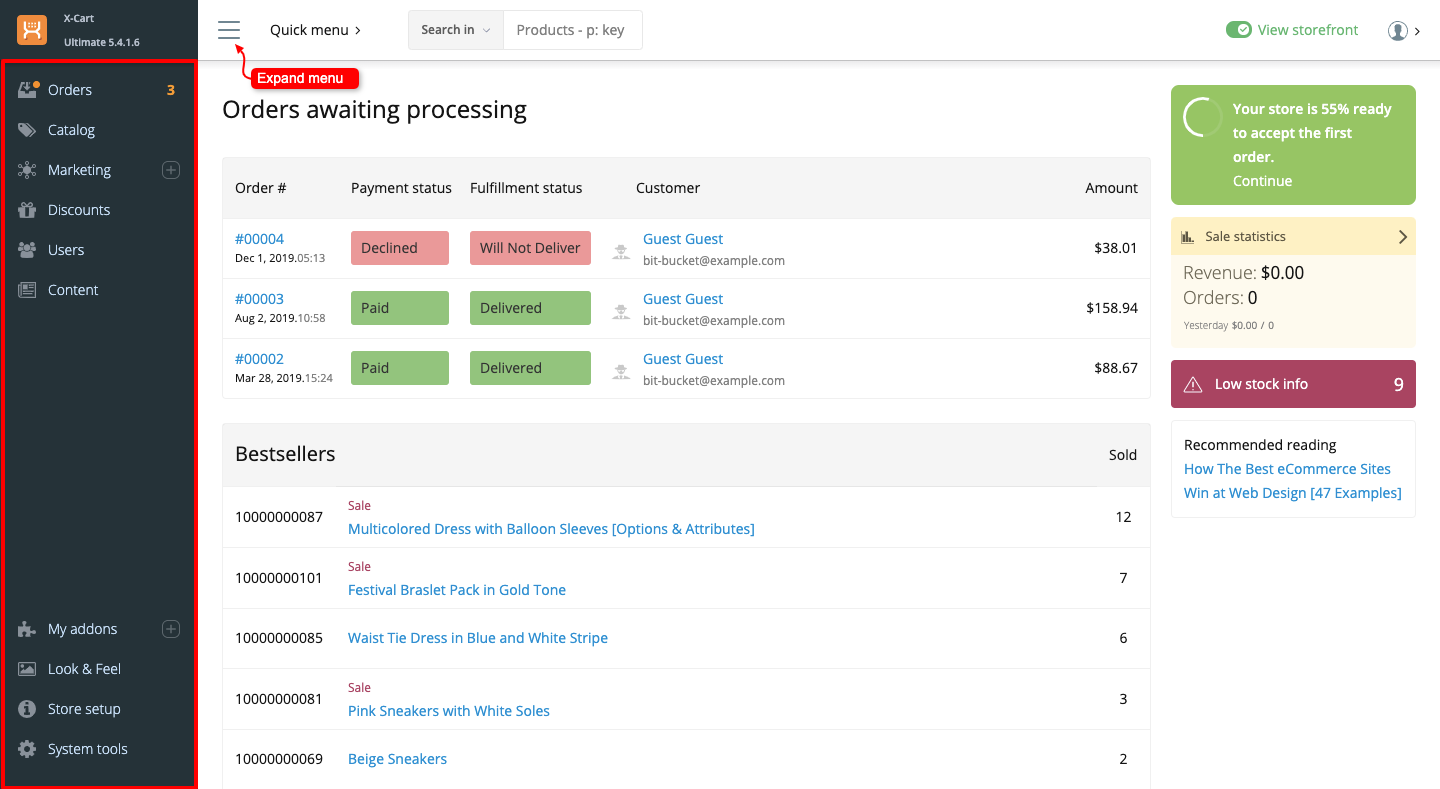 X-Cart
Ultimate 5.4.1.6
Quick menu
Search in
Products - p: key
View storefront
Expand menu
Orders 3
Catalog
Marketing
Discounts
Users
Content
My addons
Look & Feel
Store setup
System tools
Orders awaiting processing
Order # Payment status Fulfillment status Customer Amount
#00004 Declined Will Not Deliver Guest Guest $38.01
Dec 1, 2019.05:13 bit-bucket@example.com
#00003 Paid Delivered Guest Guest $158.94
Aug 2, 2019.10:58 bit-bucket@example.com
#00002 Paid Delivered Guest Guest $88.67
Mar 28, 2019.15:24 bit-bucket@example.com
Bestsellers Sold
Sale
10000000087 Multicolored Dress with Balloon Sleeves [Options & Attributes] 12
Sale
10000000101 Festival Braslet Pack in Gold Tone 7
10000000085 Waist Tie Dress in Blue and White Stripe 6
Sale
10000000081 Pink Sneakers with White Soles 3
10000000069 Beige Sneakers 2
Your store is 55% ready
to accept the first
order.
Continue
Sale statistics
Revenue: $0.00
Orders: 0
Yesterday $0.00 / 0
Low stock info 9
Recommended reading
How The Best eCommerce Sites
Win at Web Design [47 Examples]